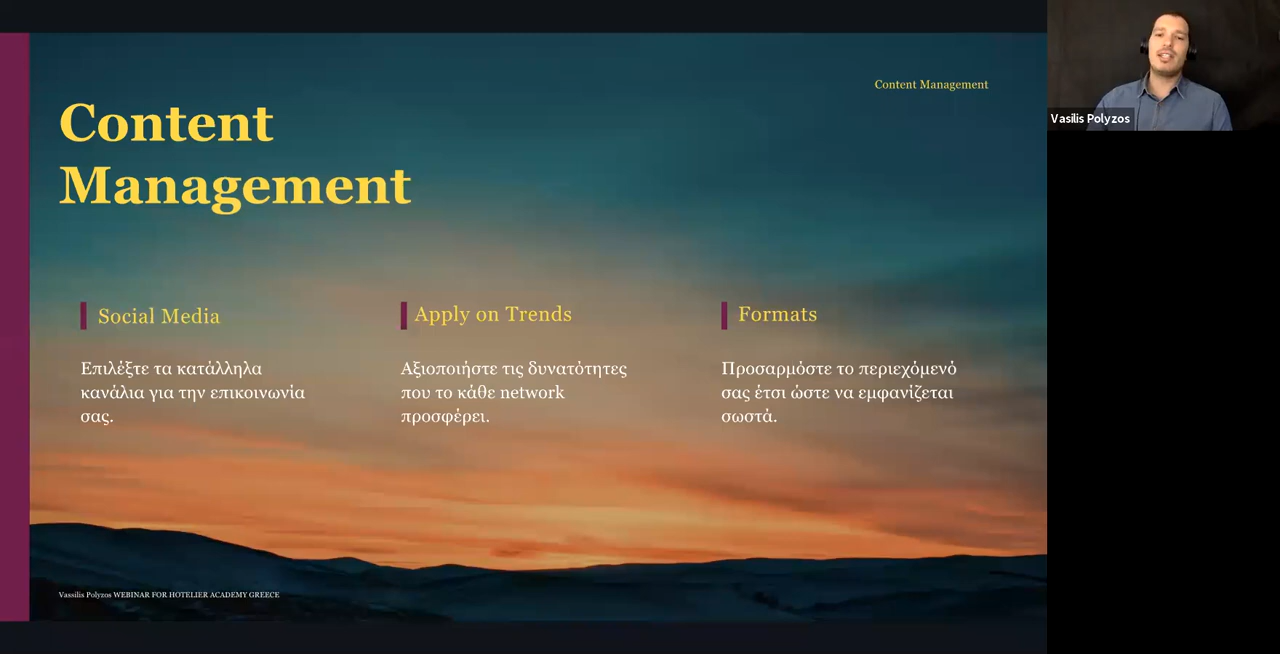 Content Management
Content
Management
Social Media
Επιλέξτε τα κατάλληλα
κανάλια για την επικοινωνία
σας.
Apply on Trends
Αξιοποιήστε τις δυνατότητες
που το κάθε network
προσφέρει.
Formats
Προσαρμόστε το περιεχόμενό
σας έτσι ώστε να εμφανίζεται
σωστά.
Vassilis Polyzos WEBINAR FOR HOTELIER ACADEMY GREECE
Vasilis Polyzos